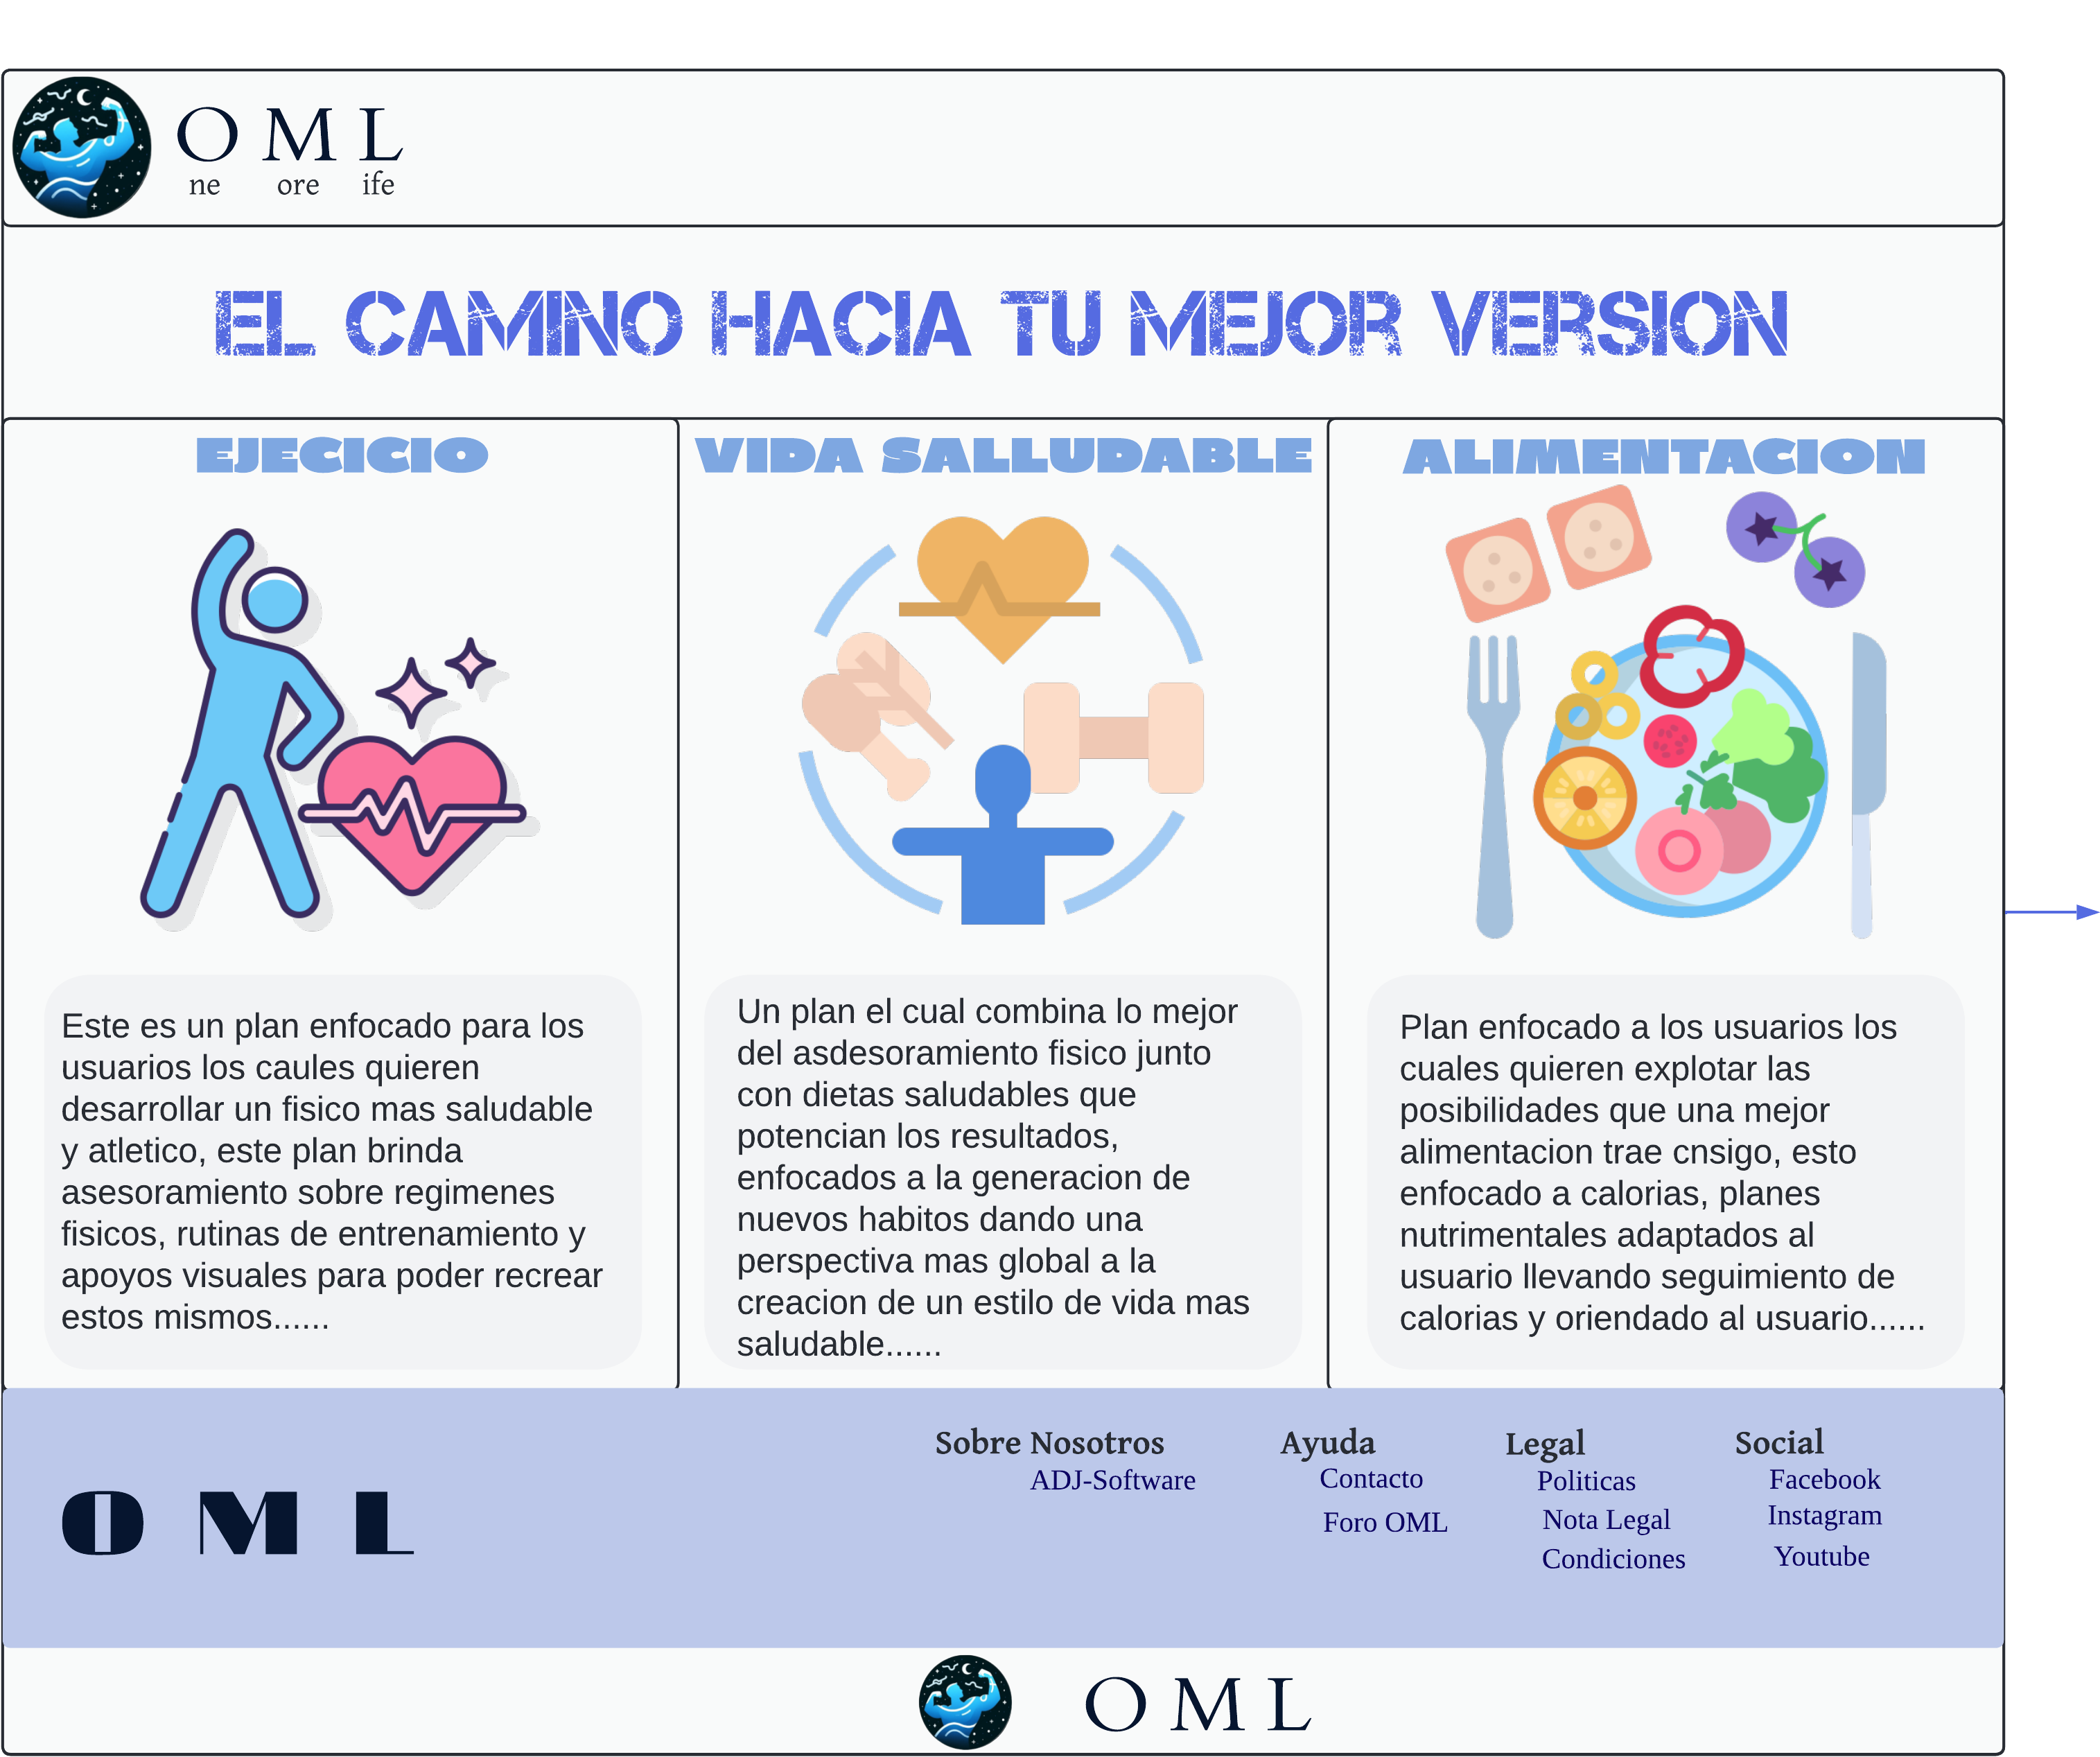 O M L
ne ore ife
EL CAMINO HACIA TU MEJOR VERSION
EJECICIO
Este es un plan enfocado para los
usuarios los caules quieren
desarrollar un fisico mas saludable
y atletico, este plan brinda
asesoramiento sobre regimenes
fisicos, rutinas de entrenamiento y
apoyos visuales para poder recrear
estos mismos......
VIDA SALLUDABLE
Un plan el cual combina lo mejor
del asdesoramiento fisico junto
con dietas saludables que
potencian los resultados,
enfocados a la generacion de
nuevos habitos dando una
perspectiva mas global a la
creacion de un estilo de vida mas
saludable......
ALIMENTACION
Plan enfocado a los usuarios los
cuales quieren explotar las
posibilidades que una mejor
alimentacion trae cnsigo, esto
enfocado a calorias, planes
nutrimentales adaptados al
usuario llevando seguimiento de
calorias y oriendado al usuario......
O M L
Sobre Nosotros
ADJ-Software
Ayuda
Contacto
Foro OML
Legal
Politicas
Nota Legal
Condiciones
Social
Facebook
Instagram
Youtube
O M L